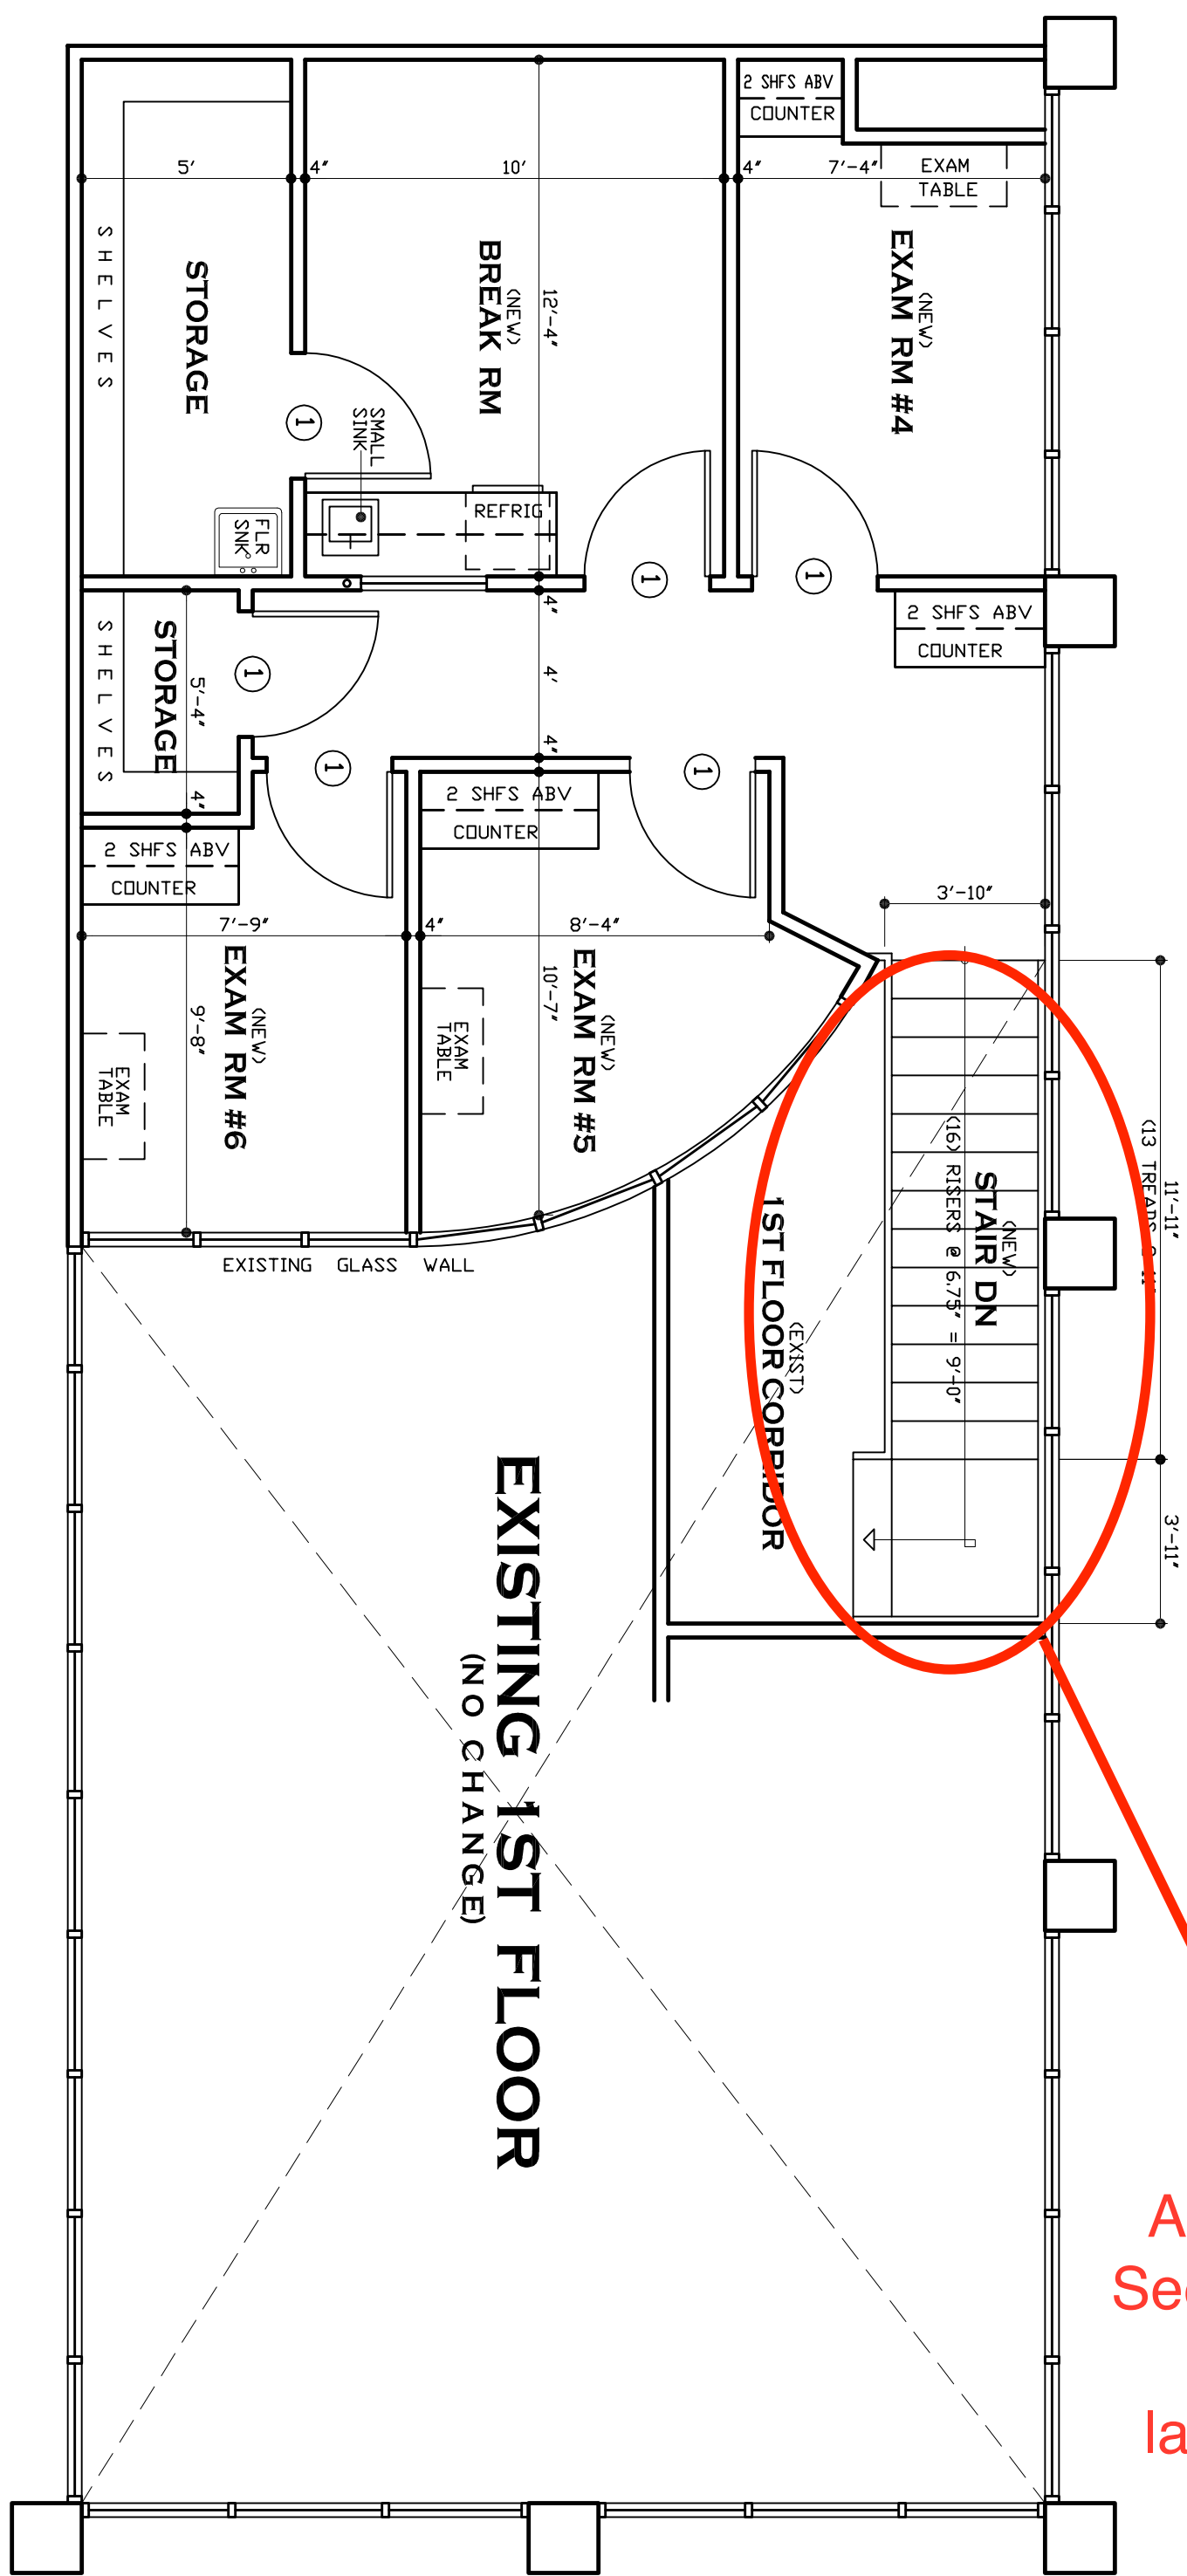 2 SHFS ABV
COUNTER
EXAM
TABLE
5'
4"
10'
4"
7'-4"
SHELVES
STORAGE
BREAK RM
(NEW)
12'-4"
EXAM RM #4
(NEW)
1
SMALL
SINK
REFRIG
FLR
SNK
1
1
4"
2 SHFS ABV
COUNTER
SHELVES
STORAGE
5'-4"
1
4'
4"
1
1
4"
2 SHFS ABV
COUNTER
2 SHFS ABV
COUNTER
3'-10"
7'-9"
4"
8'-4"
EXAM RM #6
(NEW)
9'-8"
EXAM RM #5
(NEW)
10'-7"
EXAM
TABLE
EXAM
TABLE
11'-11"
(13 TREADS @ 11"
STAIR DN
(NEW)
(16) RISERS @ 6.75" = 9'-0"
1ST FLOOR CORRIDOR
(EXIST)
EXISTING GLASS WALL
3'-11"
EXISTING 1ST FLOOR
(NO CHANGE)
A
la